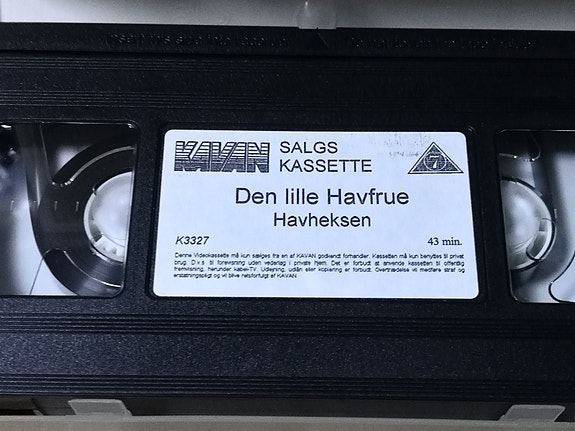 KAVAN
SALGS
KASSETTE
7
Den lille Havfrue
Havheksen
K3327
43 min.
Denne Videokassette må kun sælges fra en af KAVAN godkendt forhandler. Kassetten må kun benyttes til privat
brug. D.v.s. til forevisning uden vederlag i private hjem. Det er forbudt at anvende kassetten til offentlig
fremvisning, herunder kabel-TV. Udlejning, udlån eller kopiering er forbudt. Overtrædelse vil medføre straf og
erstatningspligt og vil blive retsforfulgt af KAVAN.